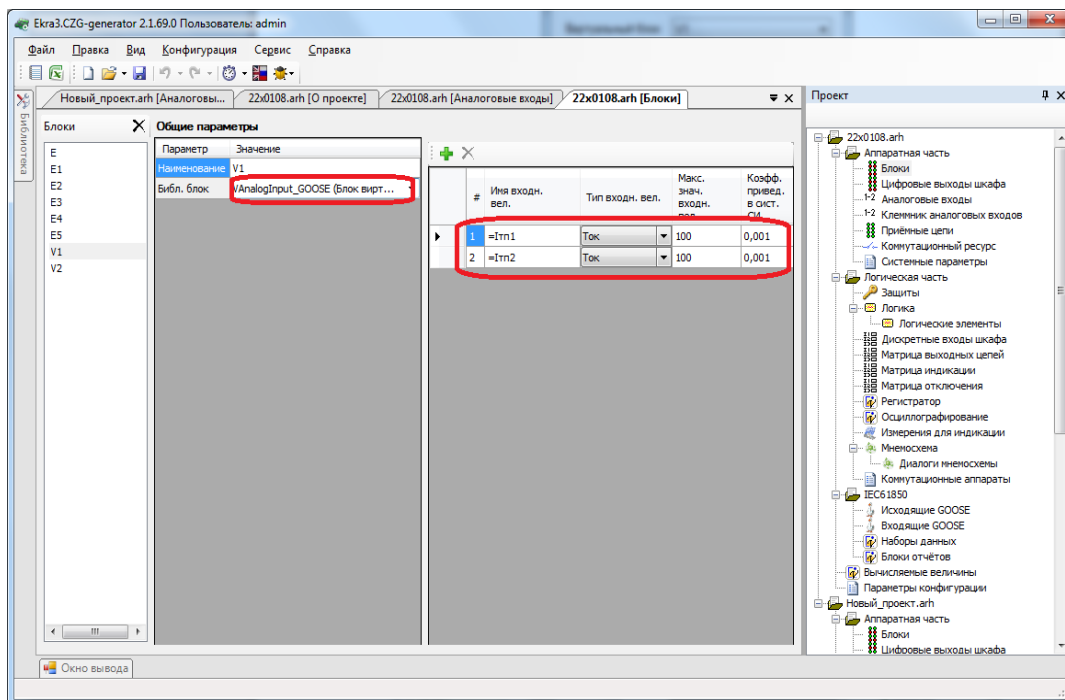 Ekra3.CZG-generator 2.1.69.0 Пользователь: admin
Файл Правка Вид Конфигурация Сервис Справка
Новый_проект.arh [Аналоговы... 22x0108.arh [О проекте] 22x0108.arh [Аналоговые входы] 22x0108.arh [Блоки]
Библиотека
Блоки
E
E1
E2
E3
E4
E5
V1
V2
Общие параметры
Параметр Значение
Наименование V1
Библ. блок VAnalogInput_GOOSE (Блок вирт...
# Имя входн. вел. Тип входн. вел. Макс. знач. входн. Коэфф. привед. в сист. СИ
1 =Iтп1 Ток 100 0,001
2 =Iтп2 Ток 100 0,001
Окно вывода
Проект
22x0108.arh
Аппаратная часть
Блоки
Цифровые выходы шкафа
Аналоговые входы
Клеммник аналоговых входов
Приёмные цепи
Коммутационный ресурс
Системные параметры
Логическая часть
Защиты
Логика
Логические элементы
Дискретные входы шкафа
Матрица выходных цепей
Матрица индикации
Матрица отключения
Регистратор
Осциллографирование
Измерения для индикации
Мнемосхема
Диалоги мнемосхемы
Коммутационные аппараты
IEC61850
Исходящие GOOSE
Входящие GOOSE
Наборы данных
Блоки отчётов
Вычисляемые величины
Параметры конфигурации
Новый_проект.arh
Аппаратная часть
Блоки
Цифровые выходы шкафа